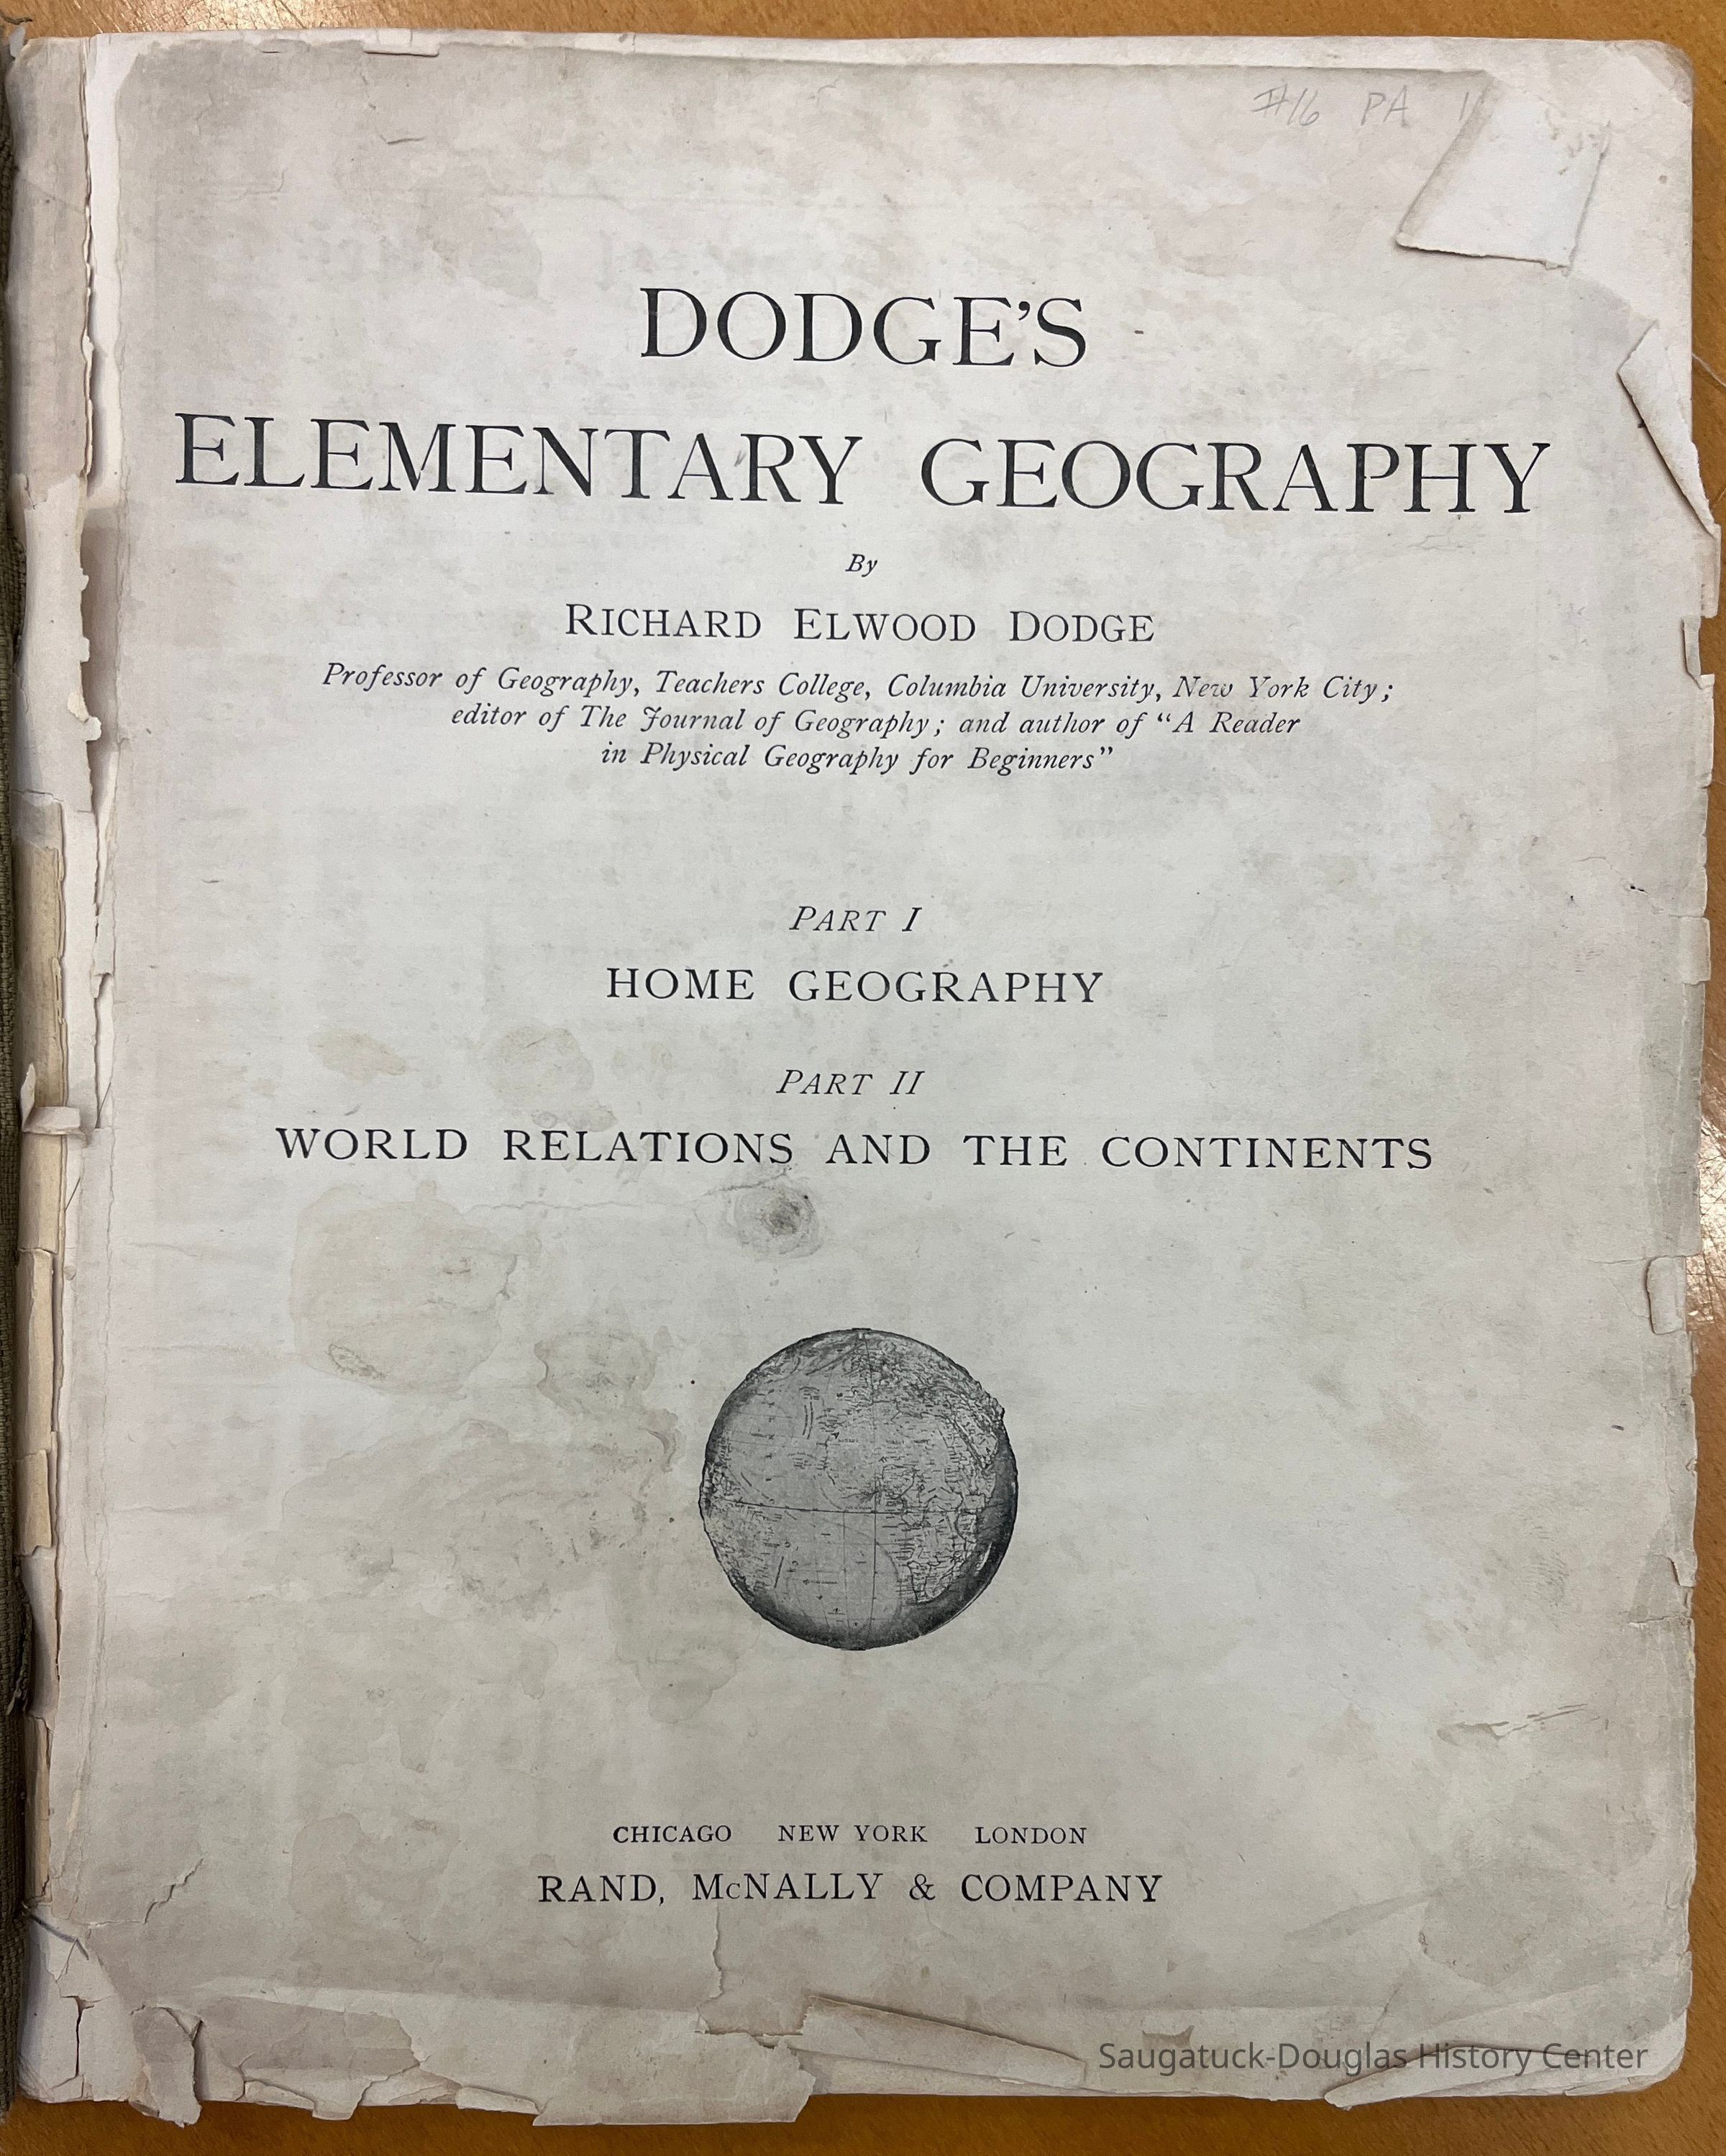 #16 PA 1
DODGE'S
ELEMENTARY GEOGRAPHY
By
RICHARD ELWOOD DODGE
Professor of Geography, Teachers College, Columbia University, New York City;
editor of The Journal of Geography; and author of "A Reader
in Physical Geography for Beginners"
PART I
HOME GEOGRAPHY
PART II
WORLD RELATIONS AND THE CONTINENTS
CHICAGO NEW YORK LONDON
RAND, McNALLY & COMPANY
Saugatuck-Douglas History Center